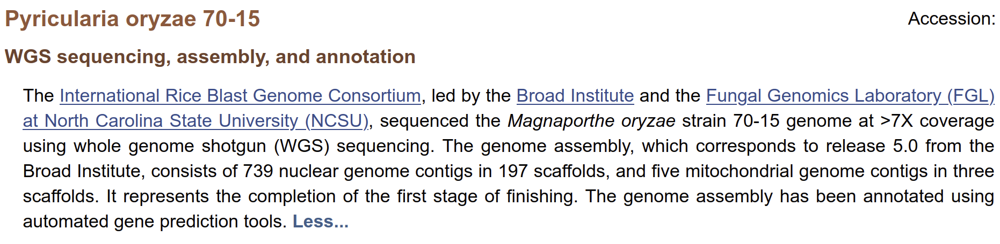 Pyricularia oryzae 70-15 Accession:
WGS sequencing, assembly, and annotation
The International Rice Blast Genome Consortium, led by the Broad Institute and the Fungal Genomics Laboratory (FGL)
at North Carolina State University (NCSU), sequenced the Magnaporthe oryzae strain 70-15 genome at >7X coverage
using whole genome shotgun (WGS) sequencing. The genome assembly, which corresponds to release 5.0 from the
Broad Institute, consists of 739 nuclear genome contigs in 197 scaffolds, and five mitochondrial genome contigs in three
scaffolds. It represents the completion of the first stage of finishing. The genome assembly has been annotated using
automated gene prediction tools. Less...